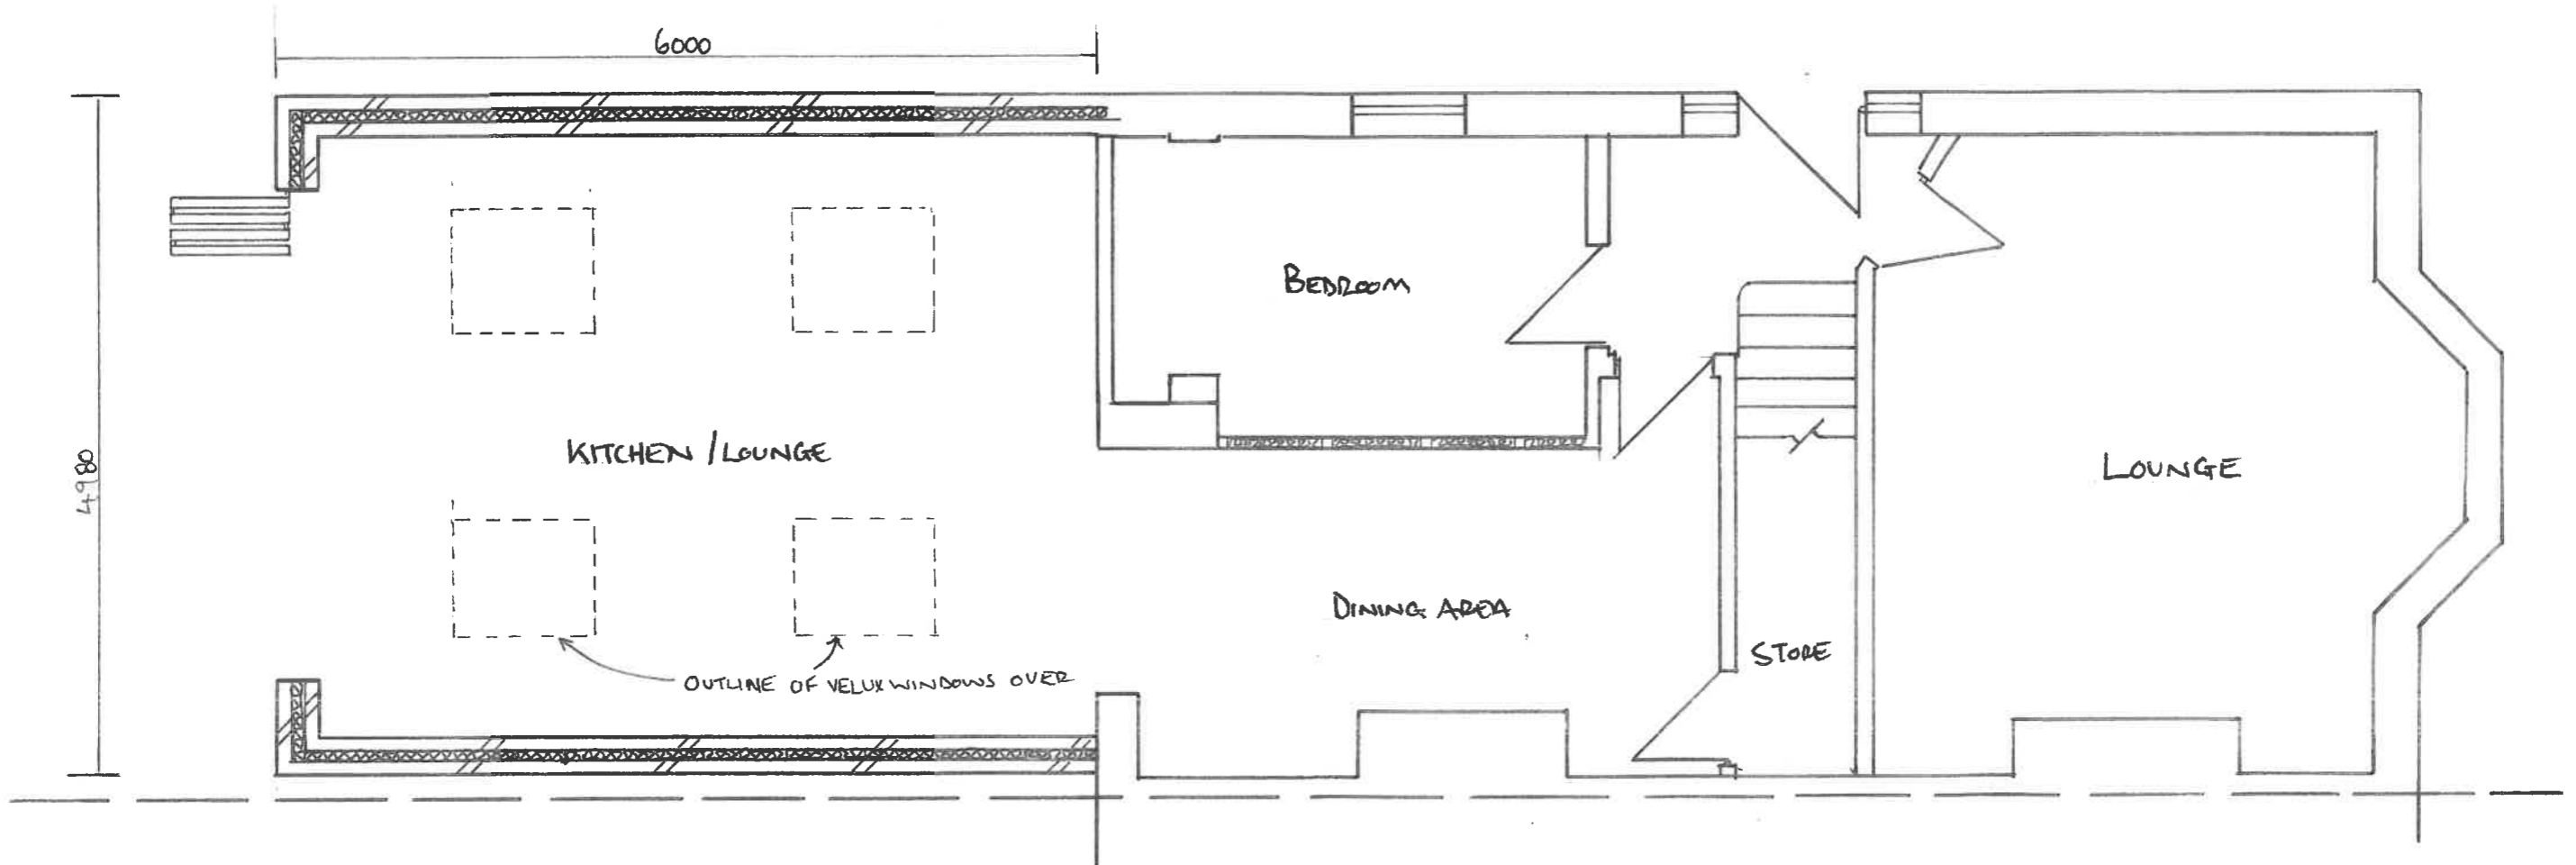 6000
4980
BEDROOM
KITCHEN / LOUNGE
LOUNGE
DINING AREA
STORE
OUTLINE OF VELUX WINDOWS OVER